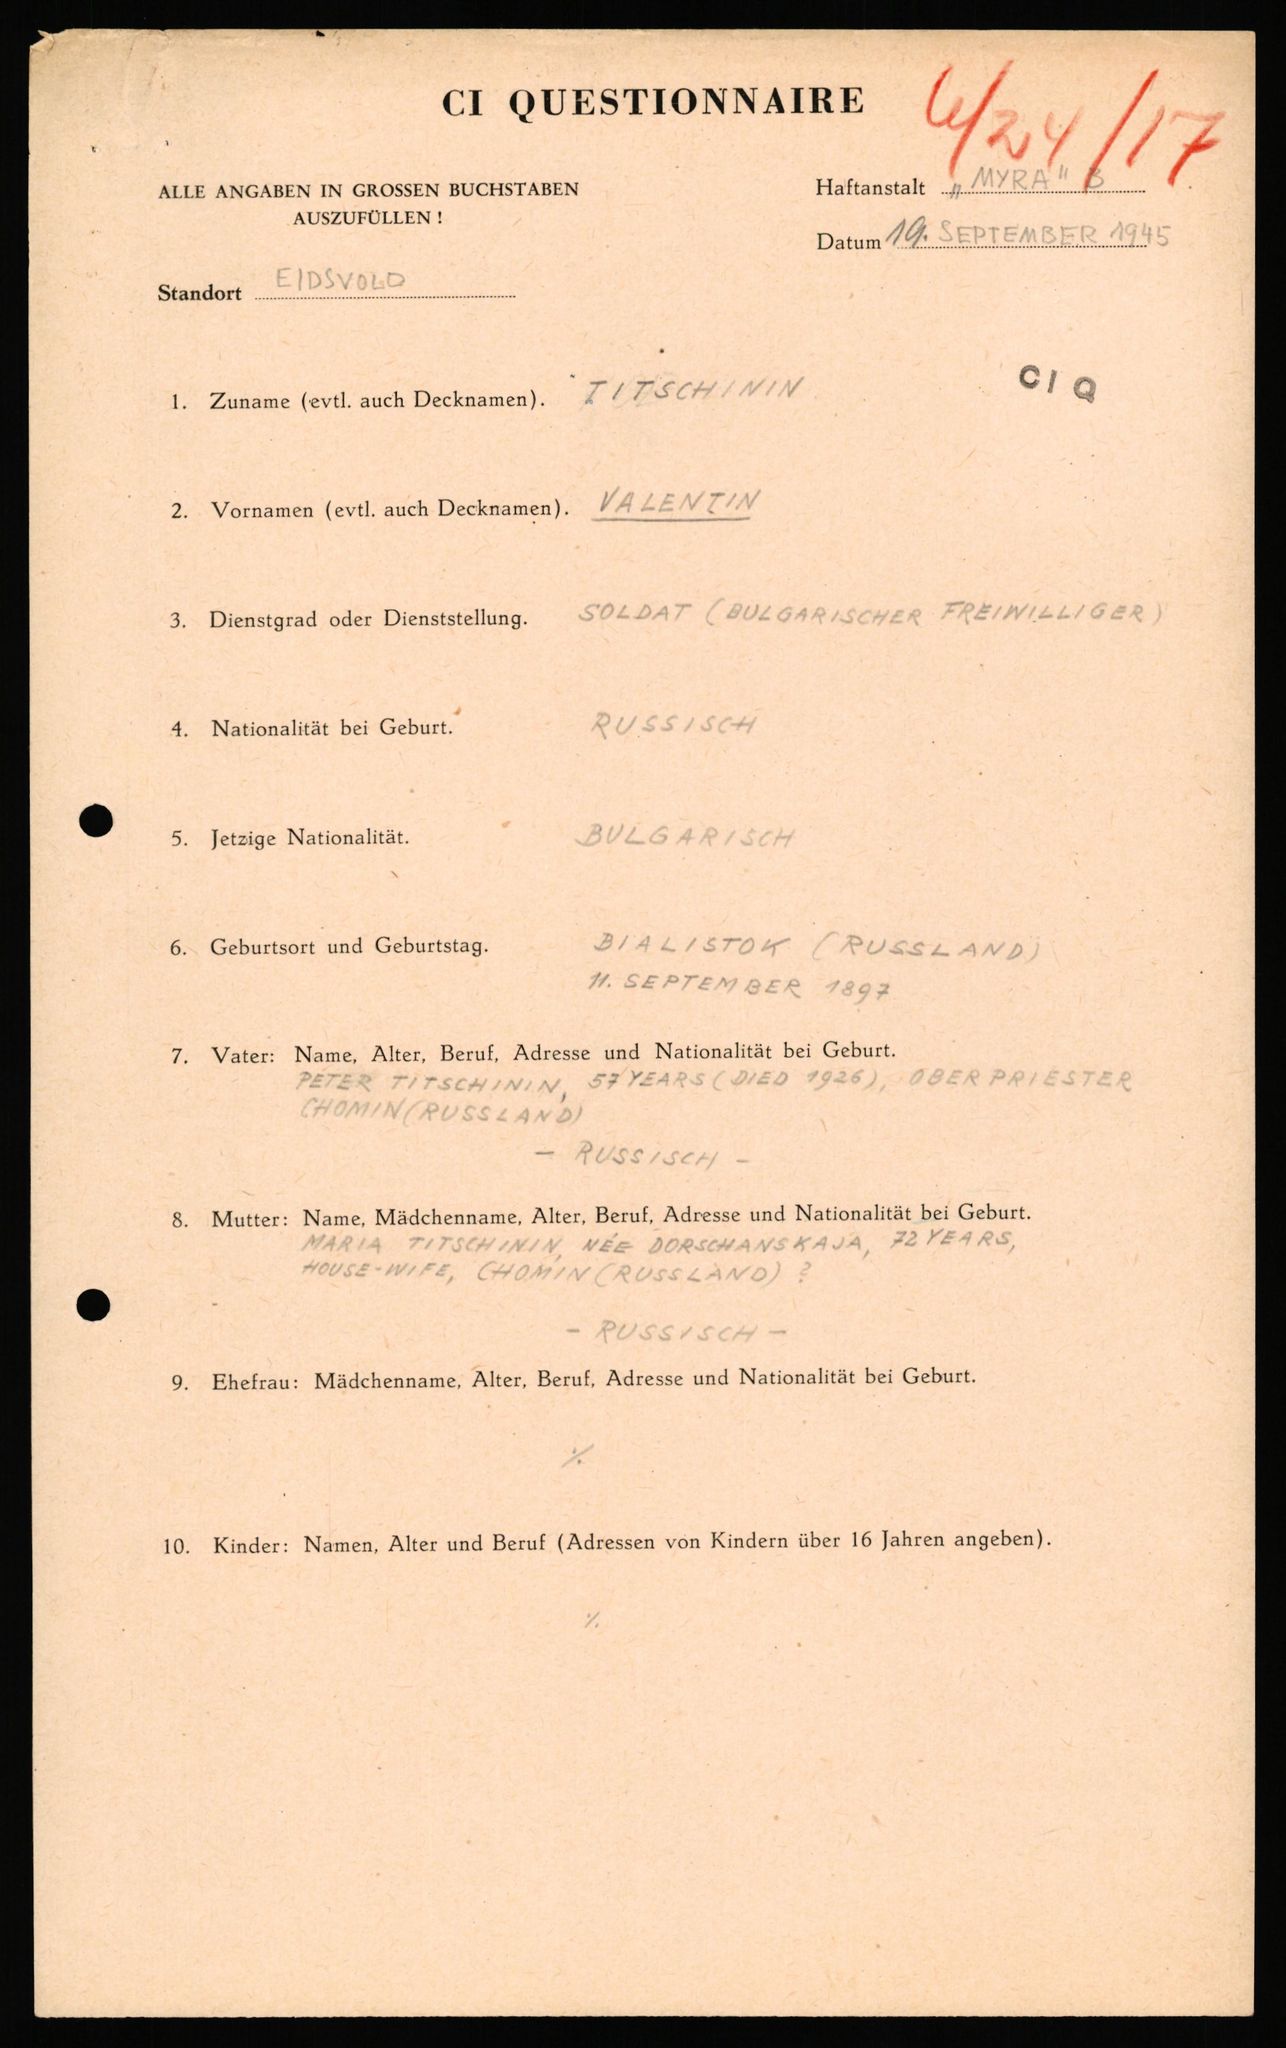 CI QUESTIONNAIRE
6/24/17
ALLE ANGABEN IN GROSSEN BUCHSTABEN
AUSZUFÜLLEN!
Haftanstalt „MYRA" B
Datum 19. SEPTEMBER 1945
Standort EIDSVOLD
CIQ
1. Zuname (evtl. auch Decknamen). TITSCHININ
2. Vornamen (evtl. auch Decknamen). VALENTIN
3. Dienstgrad oder Dienststellung. SOLDAT (BULGARISCHER FREIWILLIGER)
4. Nationalität bei Geburt. RUSSISCH
5. Jetzige Nationalität. BULGARISCH
6. Geburtsort und Geburtstag. BIALISTOK (RUSSLAND)
11. SEPTEMBER 1897
7. Vater: Name, Alter, Beruf, Adresse und Nationalität bei Geburt.
PETER TITSCHININ, 57 YEARS (DIED 1926), OBERPRIESTER
CHOMIN (RUSSLAND)
- RUSSISCH -
8. Mutter: Name, Mädchenname, Alter, Beruf, Adresse und Nationalität bei Geburt.
MARIA TITSCHININ, NÉE DORSCHANSKAJA, 72 YEARS,
HOUSE-WIFE, CHOMIN (RUSSLAND) ?
- RUSSISCH -
9. Ehefrau: Mädchenname, Alter, Beruf, Adresse und Nationalität bei Geburt.
⁒
10. Kinder: Namen, Alter und Beruf (Adressen von Kindern über 16 Jahren angeben).
⁒